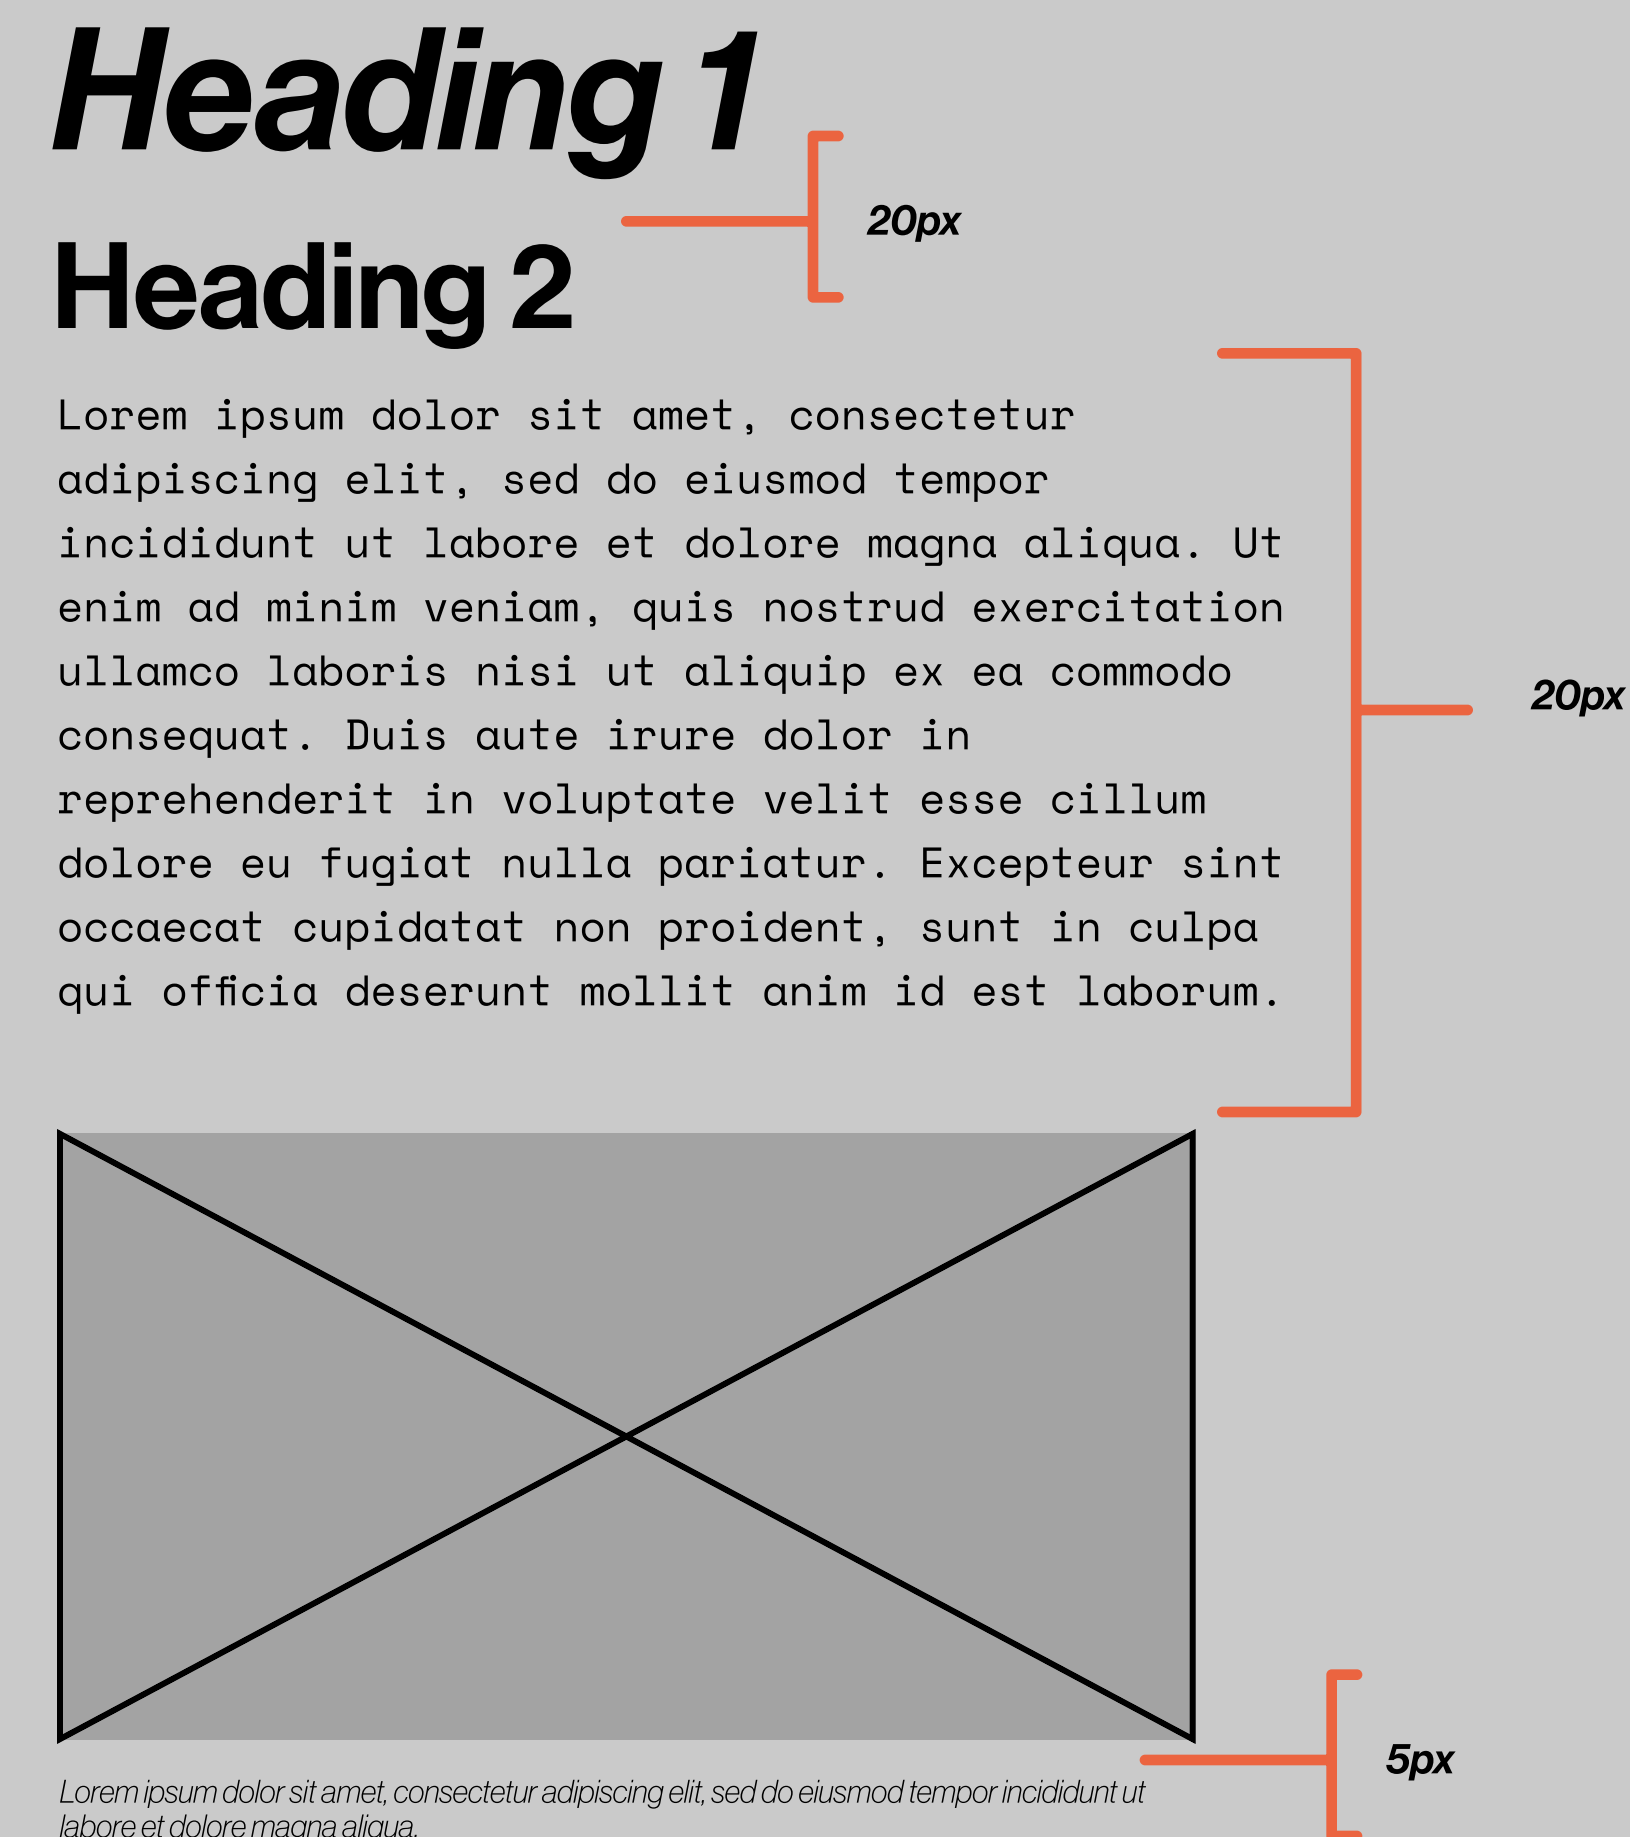 Heading 1
20px
Heading 2
Lorem ipsum dolor sit amet, consectetur
adipiscing elit, sed do eiusmod tempor
incididunt ut labore et dolore magna aliqua. Ut
enim ad minim veniam, quis nostrud exercitation
ullamco laboris nisi ut aliquip ex ea commodo
20px
consequat. Duis aute irure dolor in
reprehenderit in voluptate velit esse cillum
dolore eu fugiat nulla pariatur. Excepteur sint
occaecat cupidatat non proident, sunt in culpa
qui officia deserunt mollit anim id est laborum.
5px
Lorem ipsum dolor sit amet, consectetur adipiscing elit, sed do eiusmod tempor incididunt ut
labore et dolore magna aliqua.